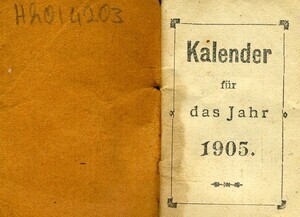 H2014203
Kalender
für
das Jahr
1905.